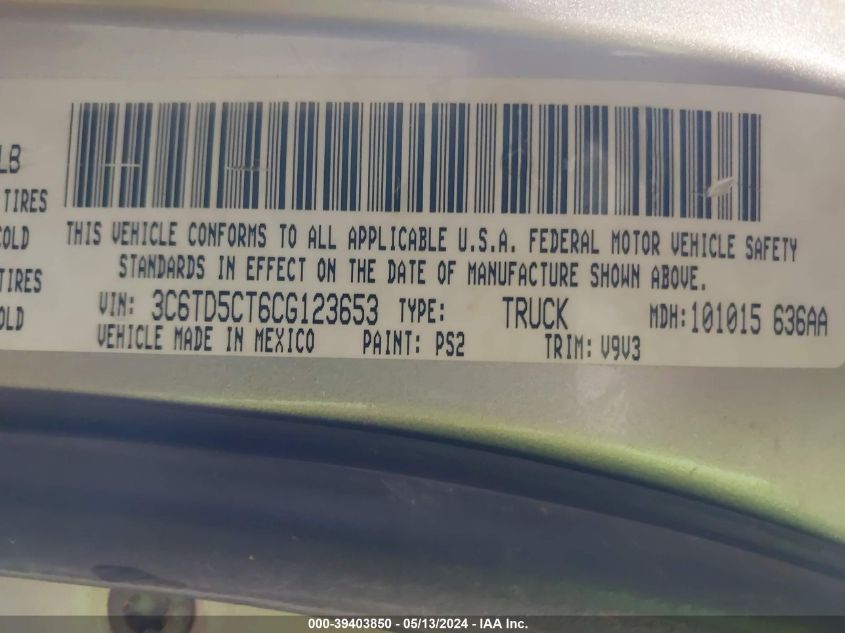 LB
TIRES
COLD
TIRES
OLD
THIS VEHICLE CONFORMS TO ALL APPLICABLE U.S.A. FEDERAL MOTOR VEHICLE SAFETY
STANDARDS IN EFFECT ON THE DATE OF MANUFACTURE SHOWN ABOVE.
VIN: 3C6TD5CT6CG123653 TYPE: TRUCK MDH: 101015 636AA
VEHICLE MADE IN MEXICO PAINT: PS2 TRIM: V9V3
000-39403850 - 05/13/2024 - IAA Inc.